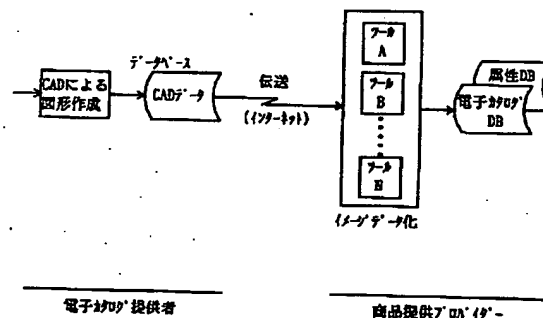 CADによる
図形作成
データベース
CADデータ
伝送
(インターネット)
ツール
A
ツール
B
ツール
イメージデータ化
属性DB
電子カタログ
DB
電子カタログ提供者
商品提供プロバイダー